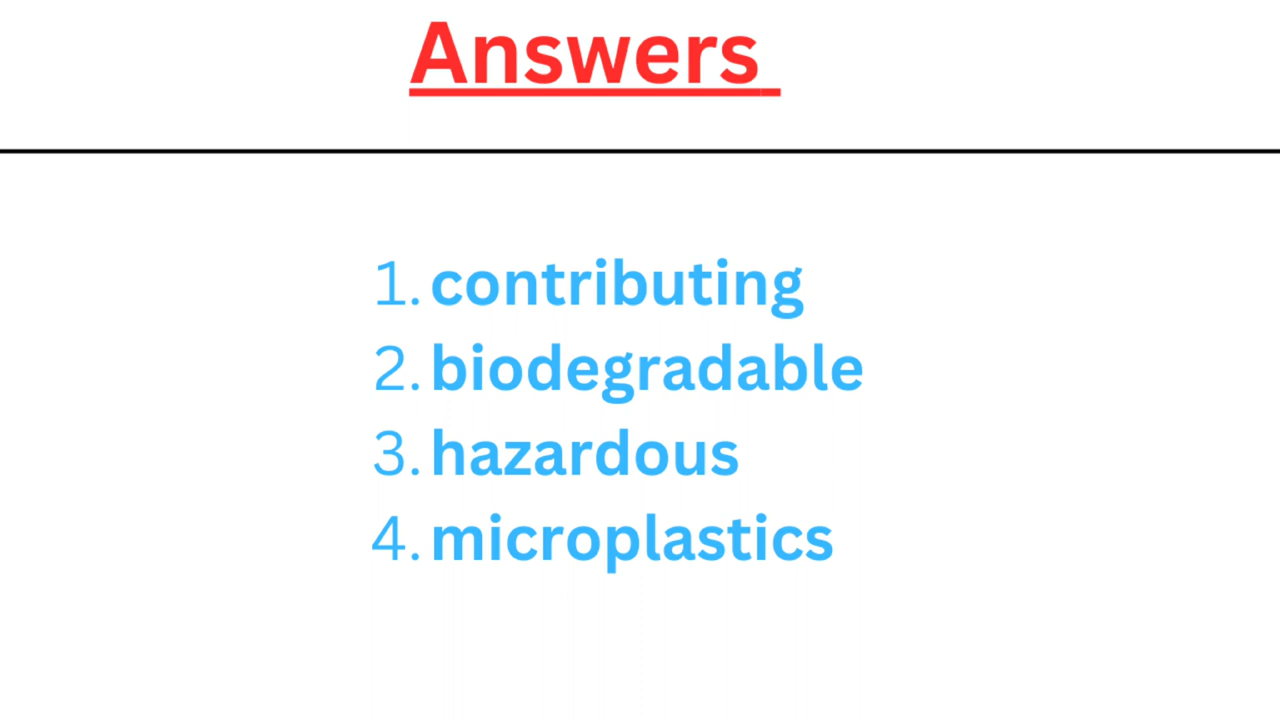 Answers
1. contributing
2. biodegradable
3. hazardous
4. microplastics